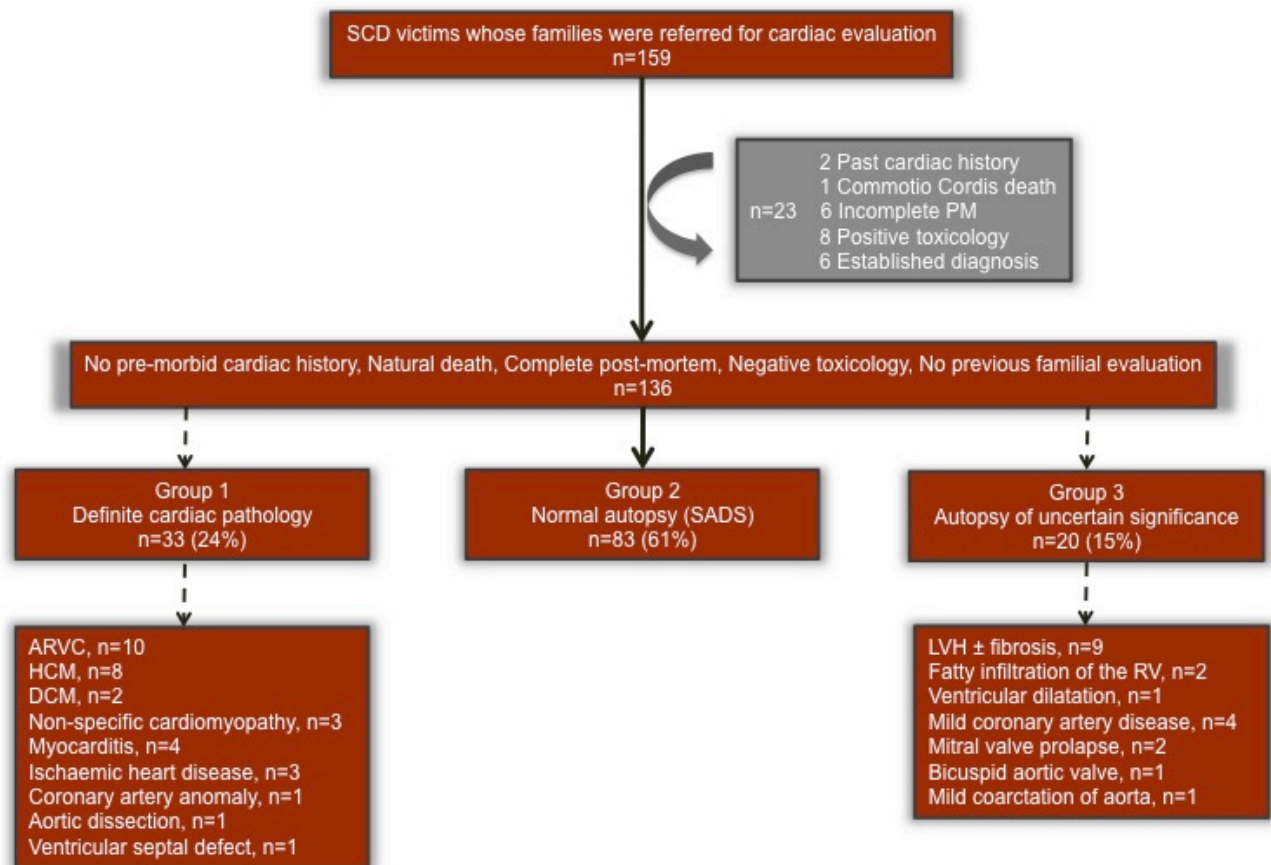 SCD victims whose families were referred for cardiac evaluation
n=159
n=23
2 Past cardiac history
1 Commotio Cordis death
6 Incomplete PM
8 Positive toxicology
6 Established diagnosis
No pre-morbid cardiac history, Natural death, Complete post-mortem, Negative toxicology, No previous familial evaluation
n=136
Group 1
Definite cardiac pathology
n=33 (24%)
Group 2
Normal autopsy (SADS)
n=83 (61%)
Group 3
Autopsy of uncertain significance
n=20 (15%)
ARVC, n=10
HCM, n=8
DCM, n=2
Non-specific cardiomyopathy, n=3
Myocarditis, n=4
Ischaemic heart disease, n=3
Coronary artery anomaly, n=1
Aortic dissection, n=1
Ventricular septal defect, n=1
LVH ± fibrosis, n=9
Fatty infiltration of the RV, n=2
Ventricular dilatation, n=1
Mild coronary artery disease, n=4
Mitral valve prolapse, n=2
Bicuspid aortic valve, n=1
Mild coarctation of aorta, n=1